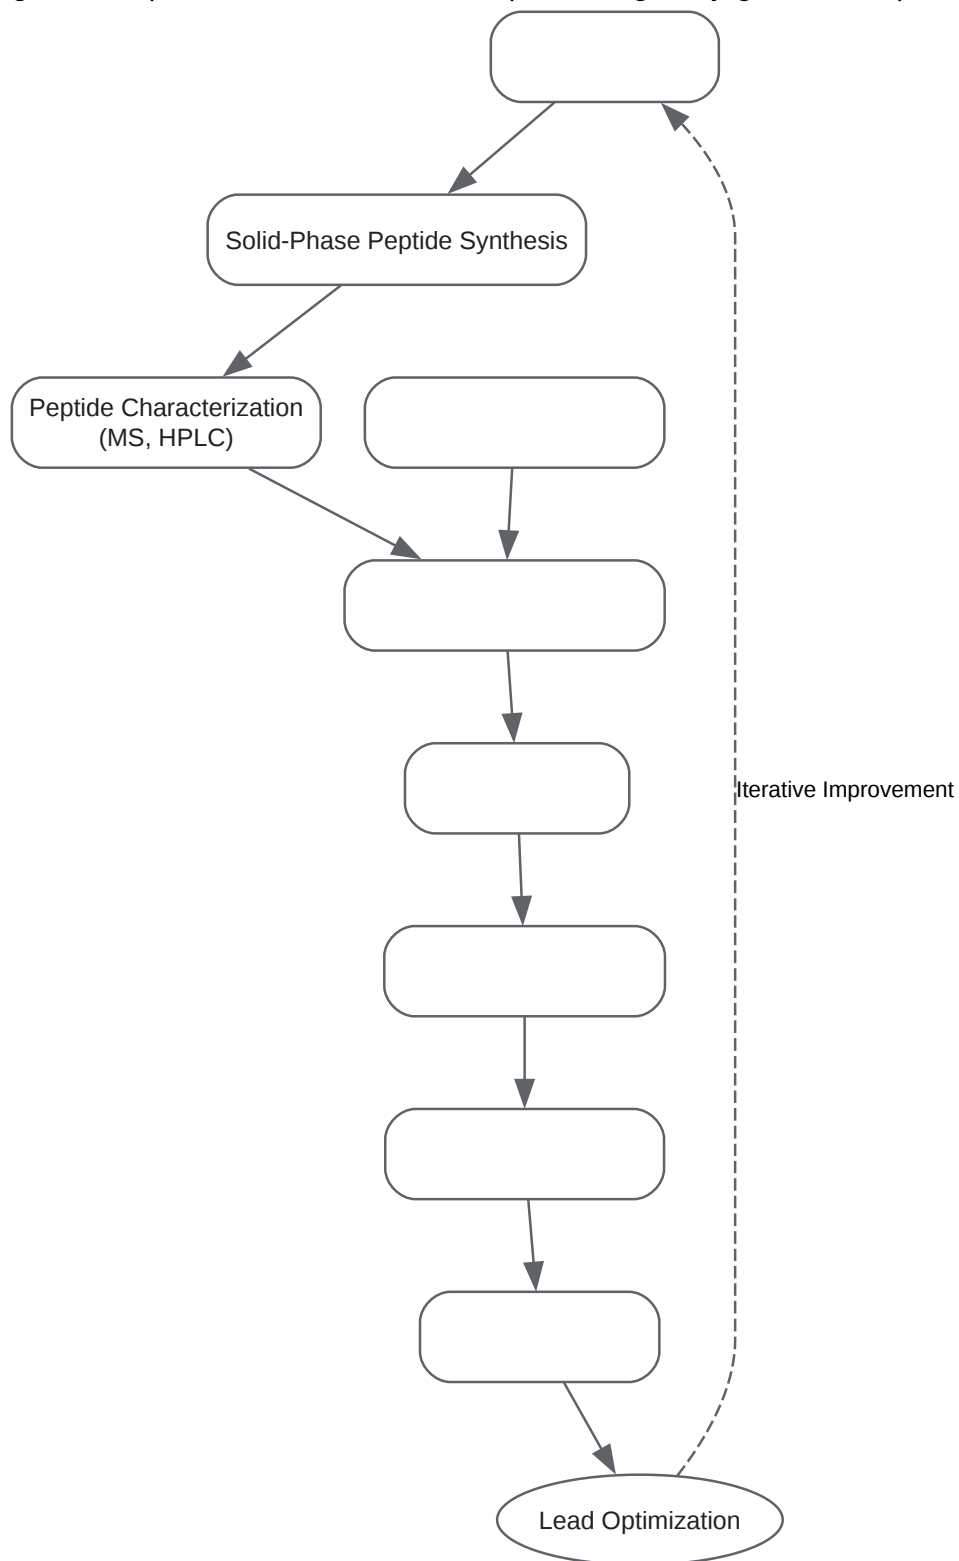 Solid-Phase Peptide Synthesis
Peptide Characterization
(MS, HPLC)
Iterative Improvement
Lead Optimization